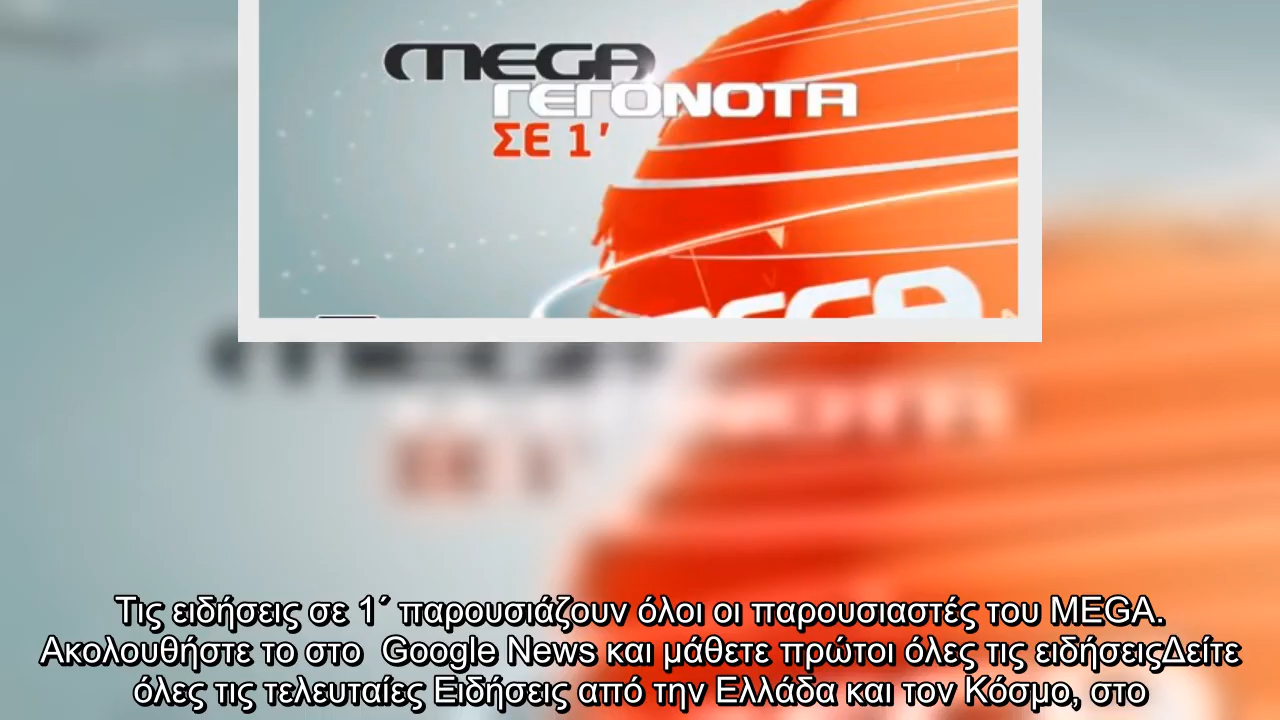 MEGA
ΓΕΓΟΝΟΤΑ
ΣΕ 1′
MEGA
Τις ειδήσεις σε 1΄ παρουσιάζουν όλοι οι παρουσιαστές του MEGA.
Ακολουθήστε το στο  Google News και μάθετε πρώτοι όλες τις ειδήσειςΔείτε
όλες τις τελευταίες Ειδήσεις από την Ελλάδα και τον Κόσμο, στο